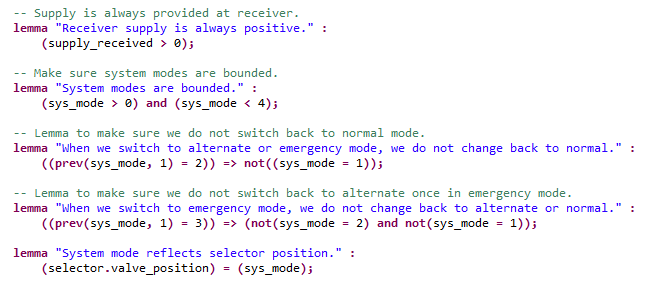 -- Supply is always provided at receiver.
lemma "Receiver supply is always positive." :
(supply_received > 0);
-- Make sure system modes are bounded.
lemma "System modes are bounded." :
(sys_mode > 0) and (sys_mode < 4);
-- Lemma to make sure we do not switch back to normal mode.
lemma "When we switch to alternate or emergency mode, we do not change back to normal." :
((prev(sys_mode, 1) = 2)) => not((sys_mode = 1));
-- Lemma to make sure we do not switch back to alternate once in emergency mode.
lemma "When we switch to emergency mode, we do not change back to alternate or normal." :
((prev(sys_mode, 1) = 3)) => (not(sys_mode = 2) and not(sys_mode = 1));
lemma "System mode reflects selector position." :
(selector.valve_position) = (sys_mode);